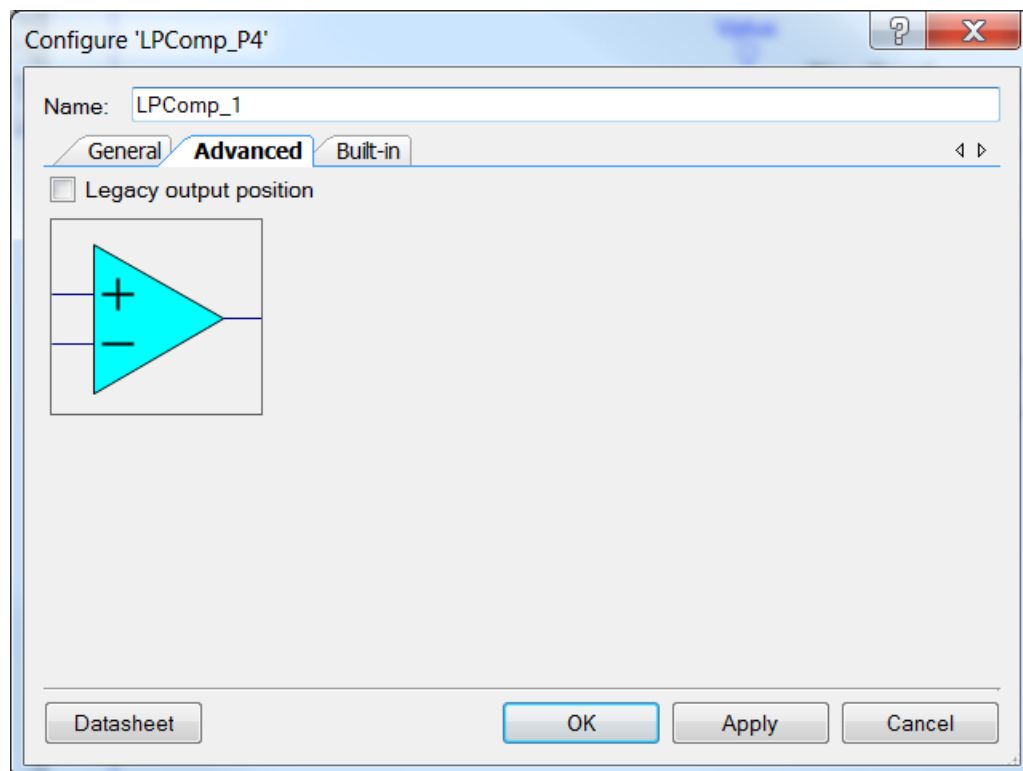 Configure 'LPComp_P4'
Name: LPComp_1
General Advanced Built-in
Legacy output position
+
−
Datasheet OK Apply Cancel